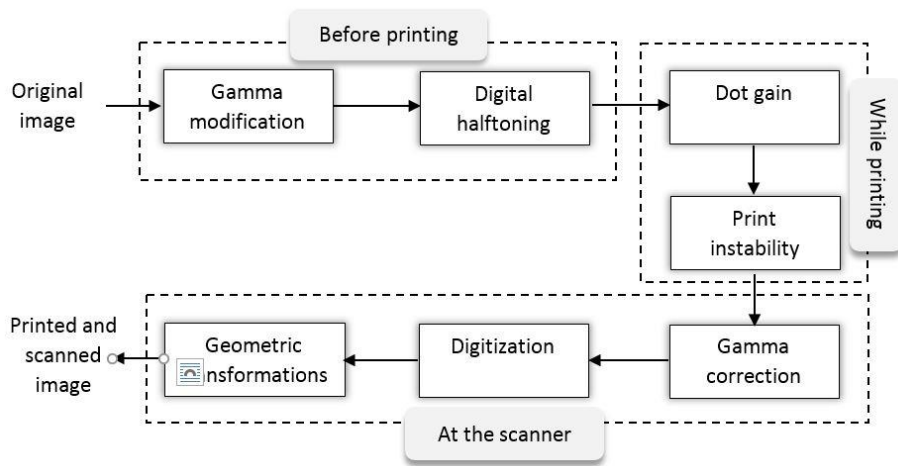 Before printing
Original
image
Gamma
modification
Digital
halftoning
Dot gain
While printing
Print
instability
Printed and
scanned
image
Geometric
nsformations
Digitization
Gamma
correction
At the scanner